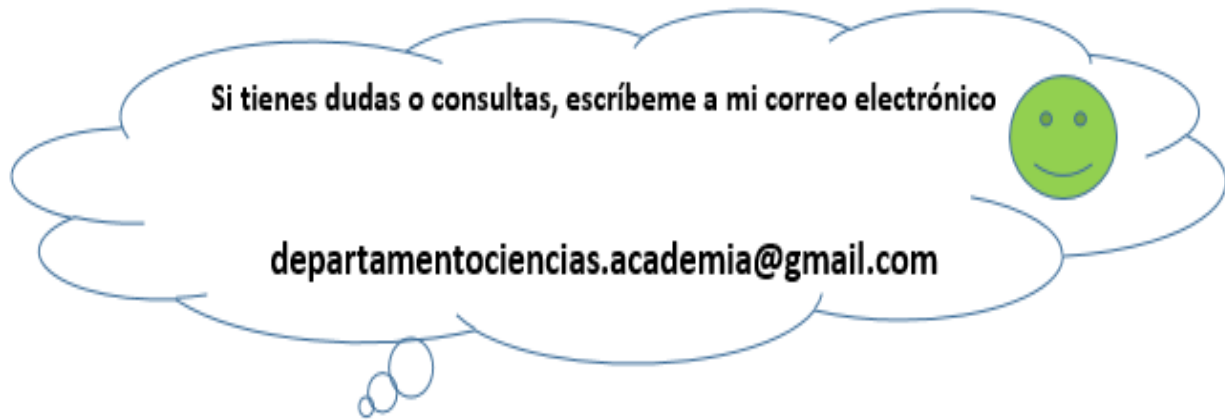 Si tienes dudas o consultas, escríbeme a mi correo electrónico
departamentociencias.academia@gmail.com